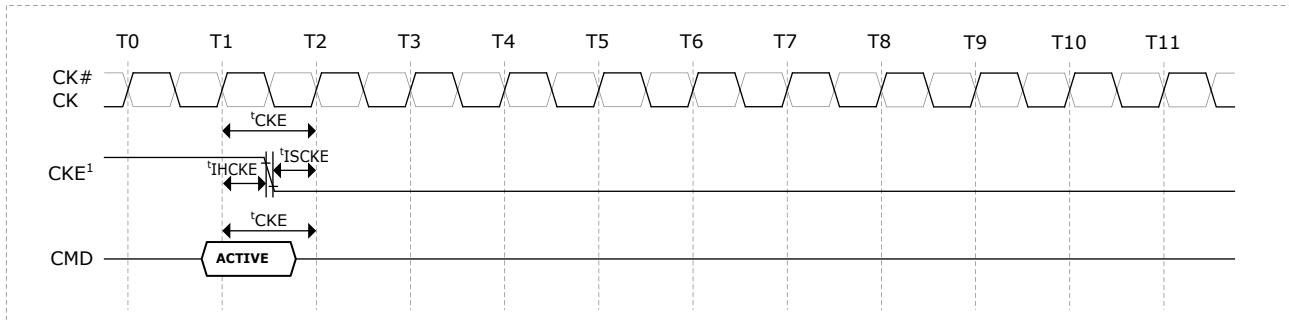 T0 T1 T2 T3 T4 T5 T6 T7 T8 T9 T10 T11
CK#
CK
tCKE
tISCKE
CKE1
tIHCKE
tCKE
CMD
ACTIVE